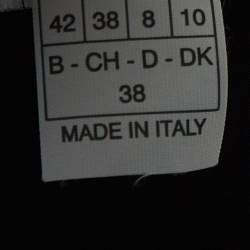 42 38 8 10
B - CH - D - DK
38
MADE IN ITALY